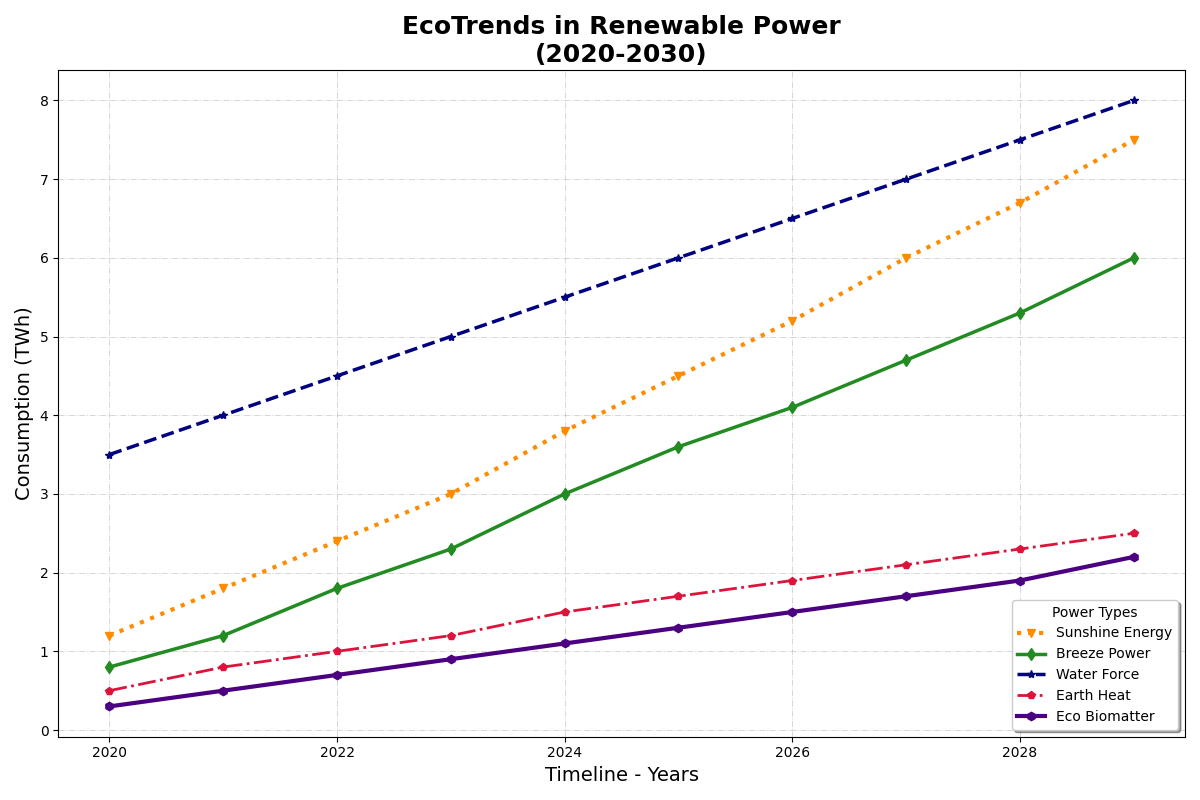 EcoTrends in Renewable Power
(2020-2030)
Consumption (TWh)
8
7
6
5
4
3
2
1
0
2020
2022
2024
2026
2028
Timeline - Years
Power Types
Sunshine Energy
Breeze Power
Water Force
Earth Heat
Eco Biomatter